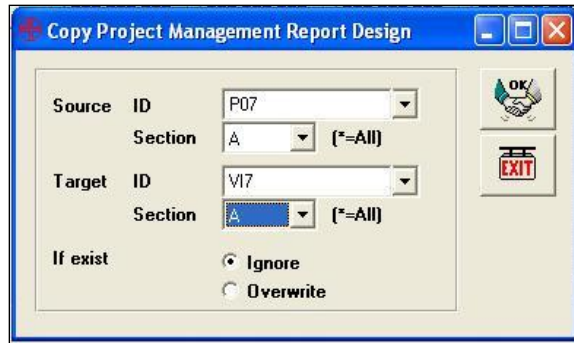 Copy Project Management Report Design
Source ID P07
Section A (*=All)
Target ID VI7
Section A (*=All)
If exist Ignore
Overwrite
OK
EXIT